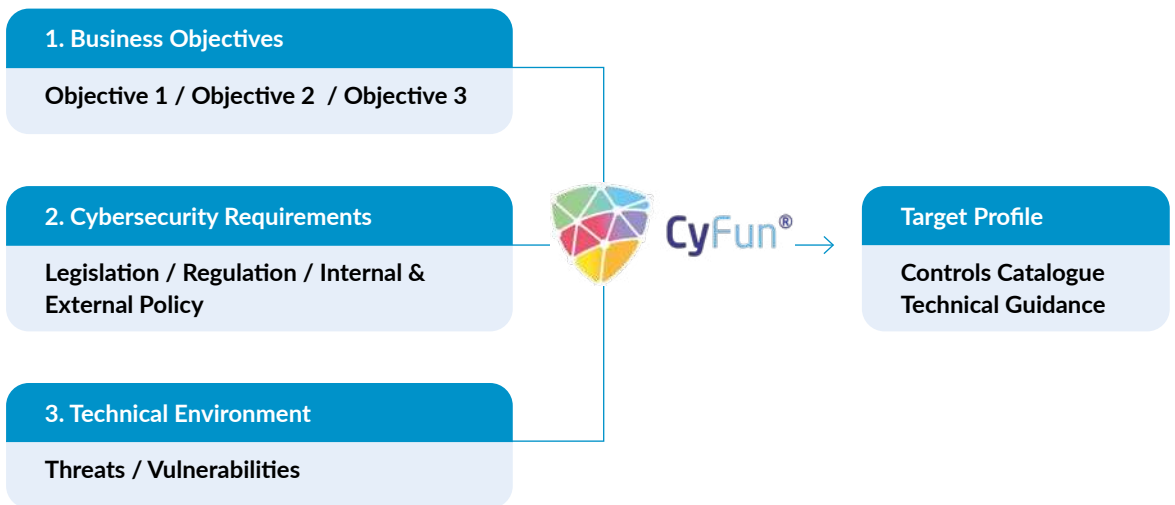 1. Business Objectives
Objective 1 / Objective 2 / Objective 3
2. Cybersecurity Requirements
Legislation / Regulation / Internal &
External Policy
3. Technical Environment
Threats / Vulnerabilities
CyFun®
Target Profile
Controls Catalogue
Technical Guidance